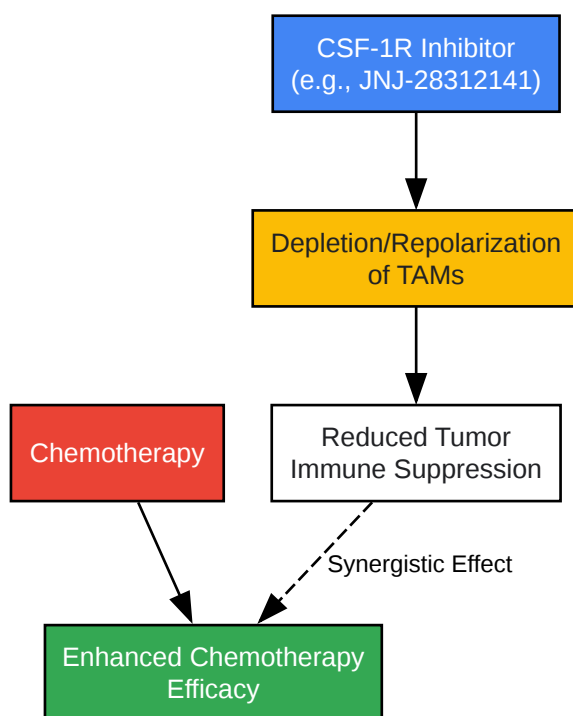 CSF-1R Inhibitor
(e.g., JNJ-28312141)
Depletion/Repolarization
of TAMs
Chemotherapy
Reduced Tumor
Immune Suppression
Synergistic Effect
Enhanced Chemotherapy
Efficacy